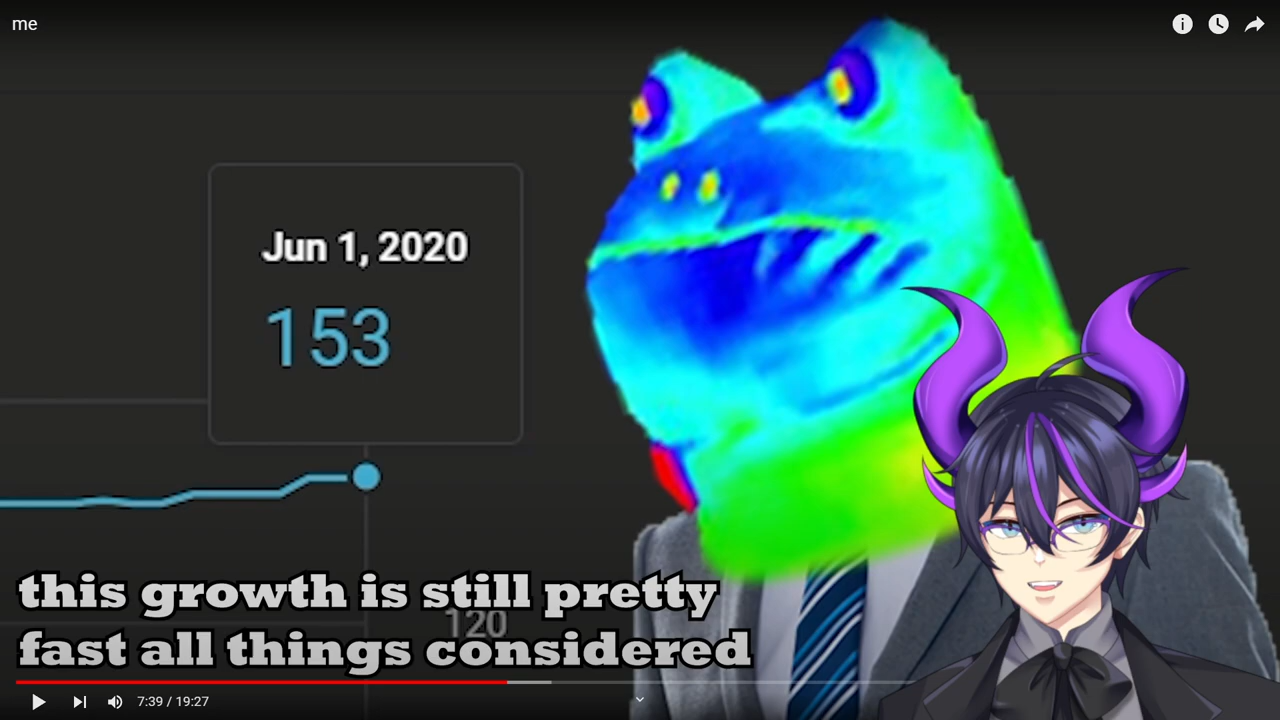 me
Jun 1, 2020
153
120
this growth is still pretty
fast all things considered
7:39 / 19:27